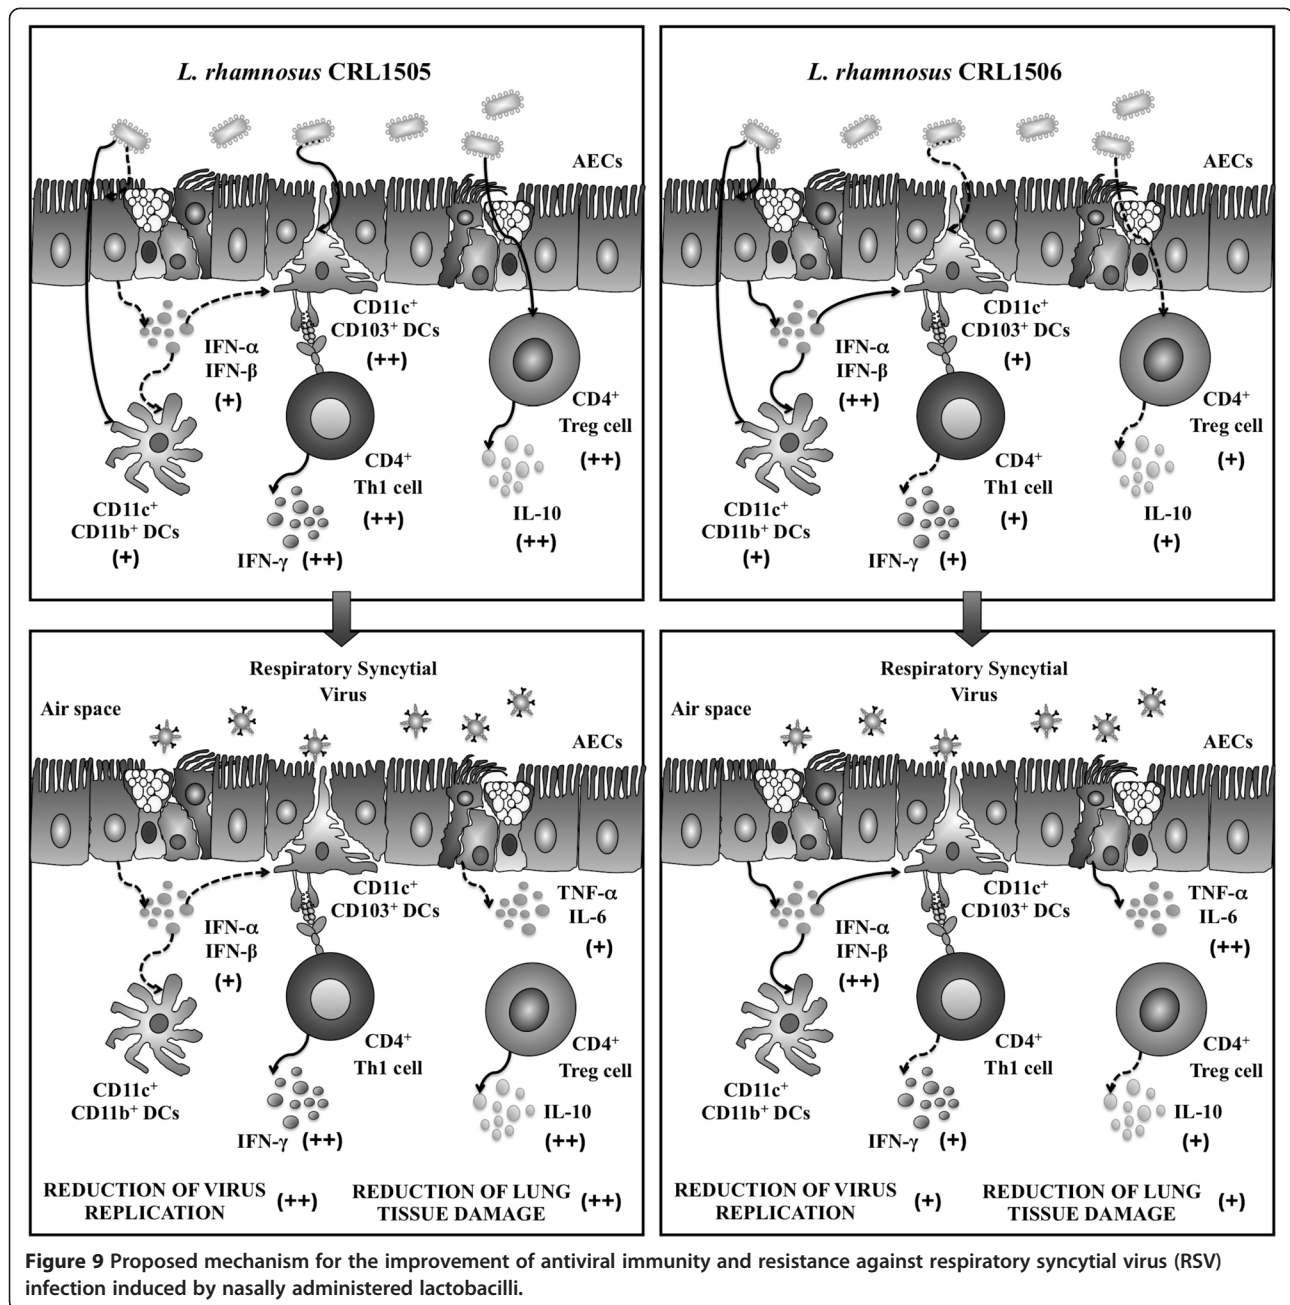 L. rhamnosus CRL1505
AECs
CD11c⁺
CD103⁺ DCs
(++)
IFN-α
IFN-β
(+)
CD4⁺
Treg cell
(++)
CD4⁺
Th1 cell
(++)
CD11c⁺
CD11b⁺ DCs
(+)
IL-10
(++)
IFN-γ (++)
L. rhamnosus CRL1506
AECs
CD11c⁺
CD103⁺ DCs
(+)
IFN-α
IFN-β
(++)
CD4⁺
Treg cell
(+)
CD4⁺
Th1 cell
(+)
CD11c⁺
CD11b⁺ DCs
(+)
IL-10
(+)
IFN-γ (+)
Respiratory Syncytial
Virus
Air space
AECs
CD11c⁺
CD103⁺ DCs
TNF-α
IL-6
(+)
IFN-α
IFN-β
(+)
CD4⁺
Th1 cell
CD4⁺
Treg cell
CD11c⁺
CD11b⁺ DCs
IL-10
(++)
IFN-γ (++)
REDUCTION OF VIRUS
REPLICATION
(++)
REDUCTION OF LUNG
TISSUE DAMAGE
(++)
Respiratory Syncytial
Virus
Air space
AECs
CD11c⁺
CD103⁺ DCs
TNF-α
IL-6
(++)
IFN-α
IFN-β
(++)
CD4⁺
Th1 cell
CD4⁺
Treg cell
CD11c⁺
CD11b⁺ DCs
IL-10
(+)
IFN-γ (+)
REDUCTION OF VIRUS
REPLICATION
(+)
REDUCTION OF LUNG
TISSUE DAMAGE
(+)
Figure 9 Proposed mechanism for the improvement of antiviral immunity and resistance against respiratory syncytial virus (RSV)
infection induced by nasally administered lactobacilli.